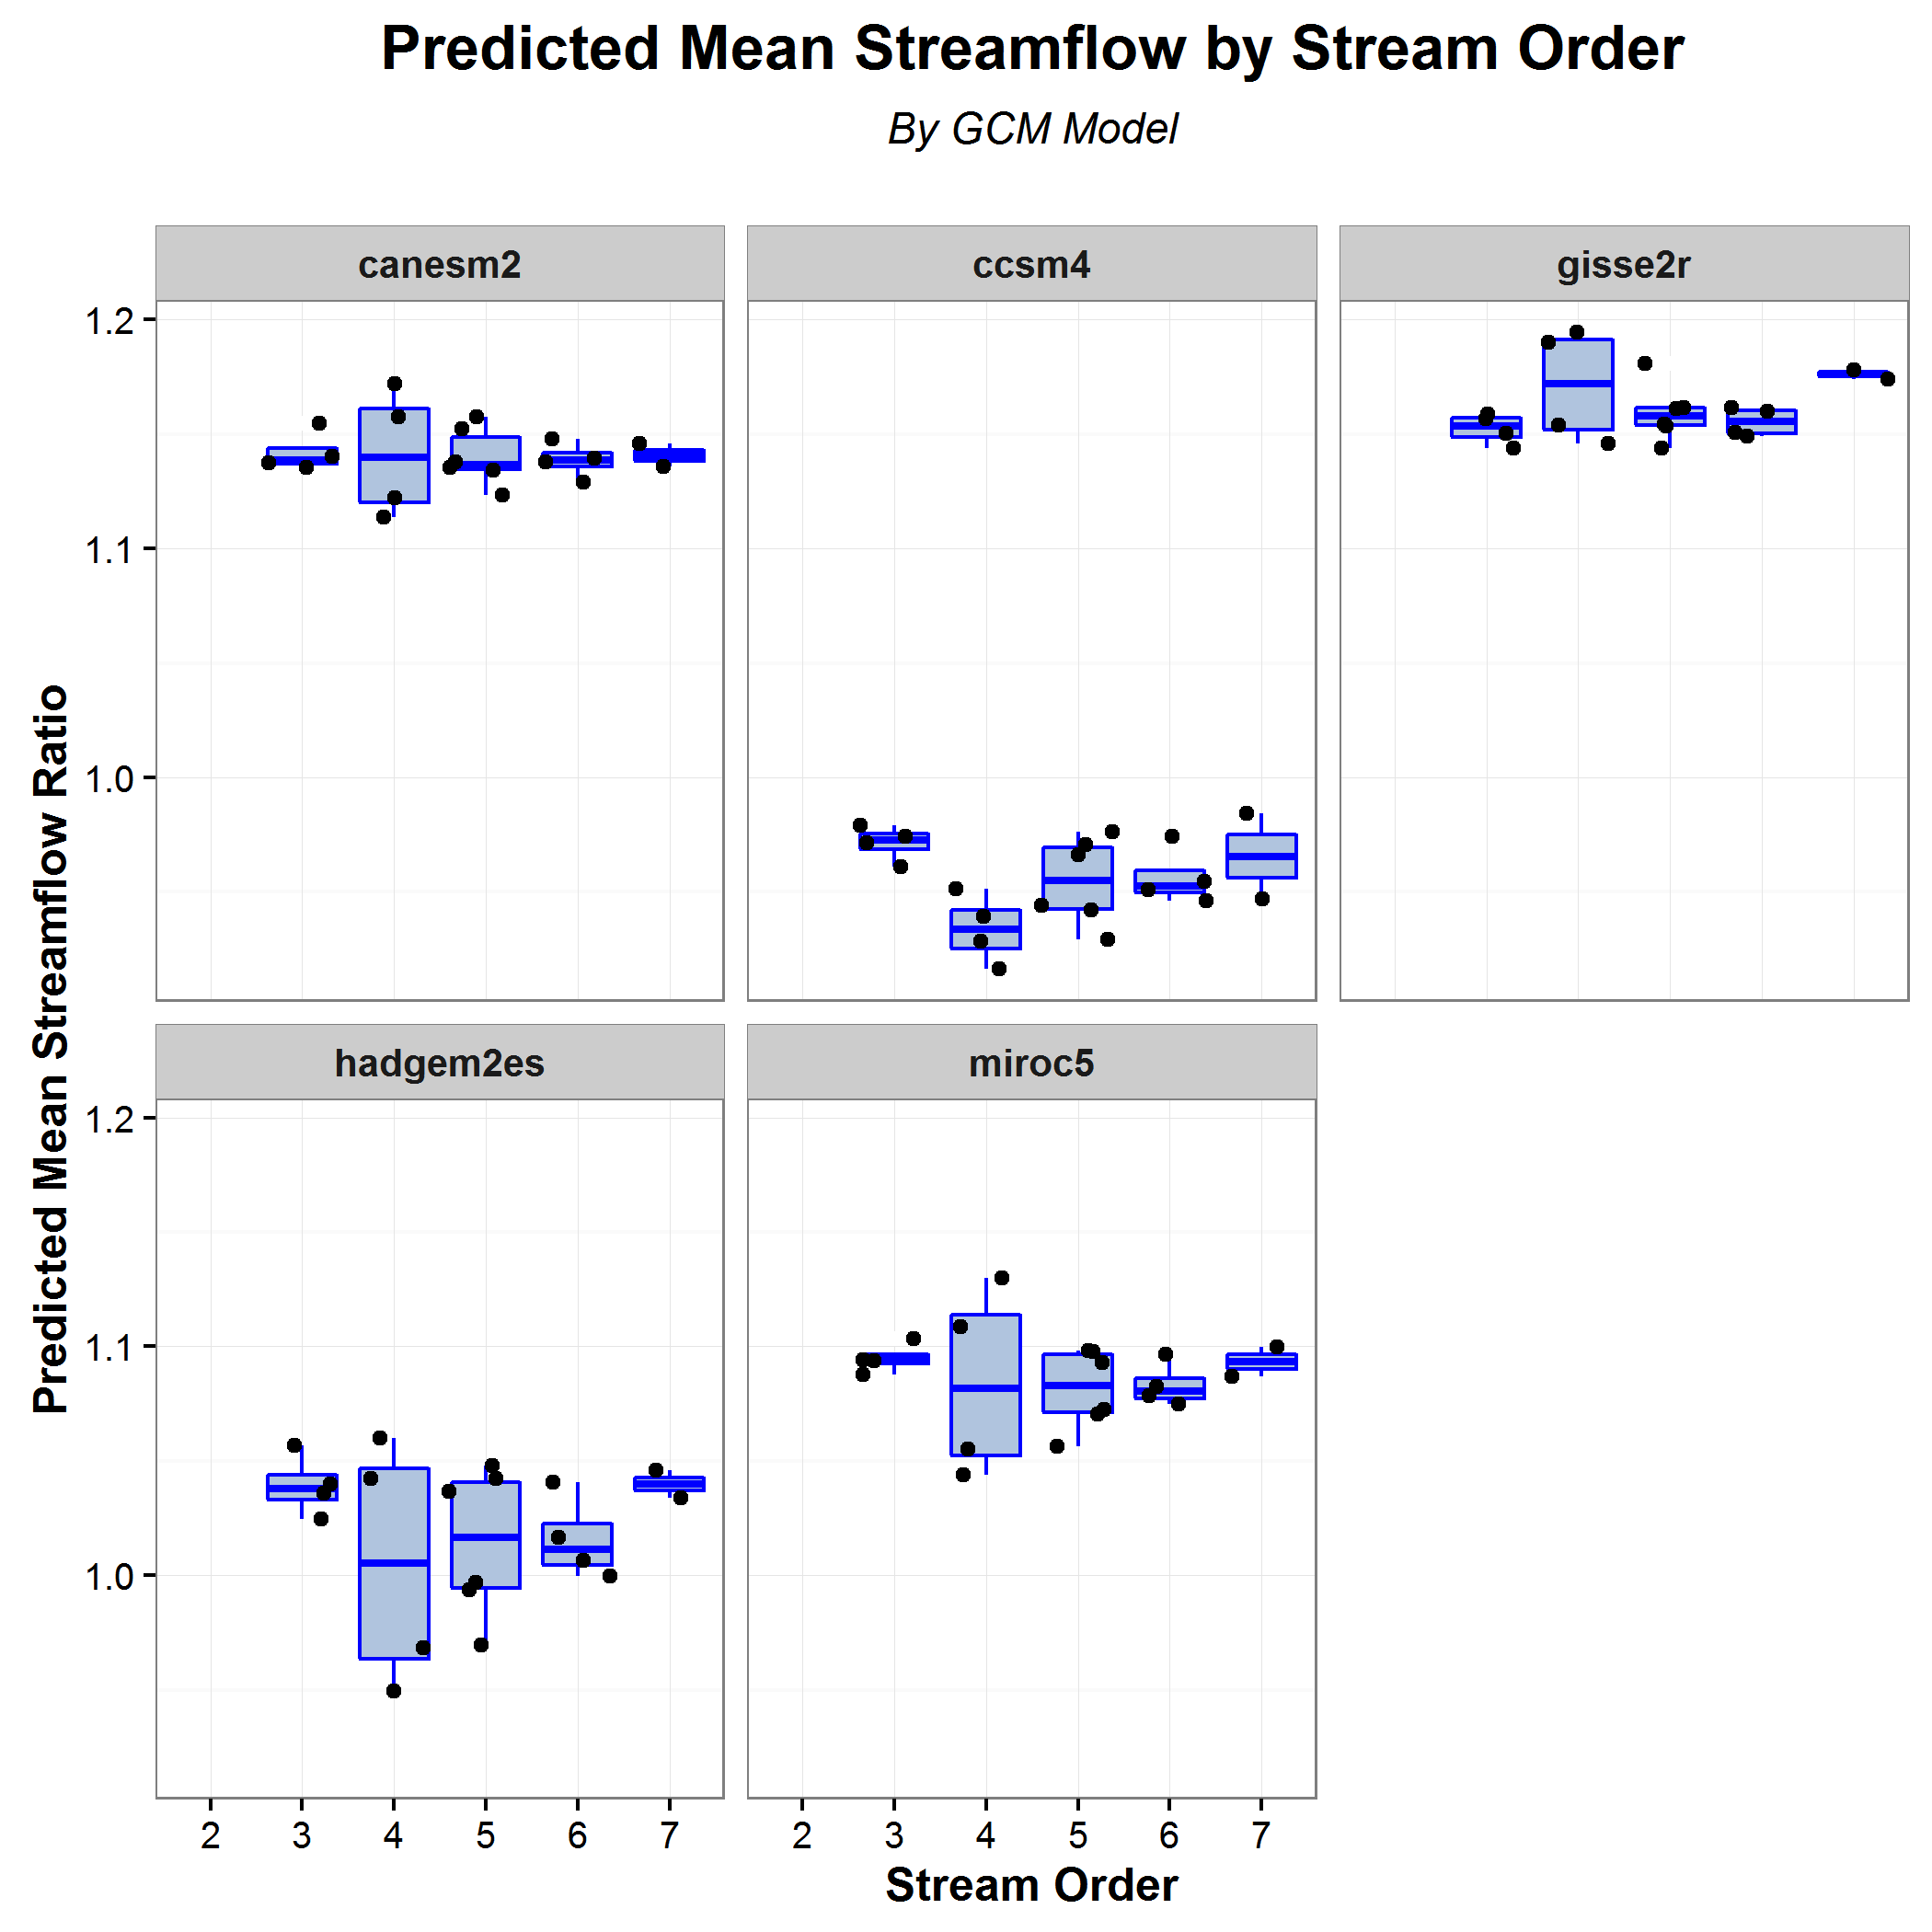 Predicted Mean Streamflow by Stream Order
By GCM Model
canesm2
ccsm4
gisse2r
1.2
1.1
1.0
Predicted Mean Streamflow Ratio
hadgem2es
miroc5
1.2
1.1
1.0
2 3 4 5 6 7
2 3 4 5 6 7
Stream Order